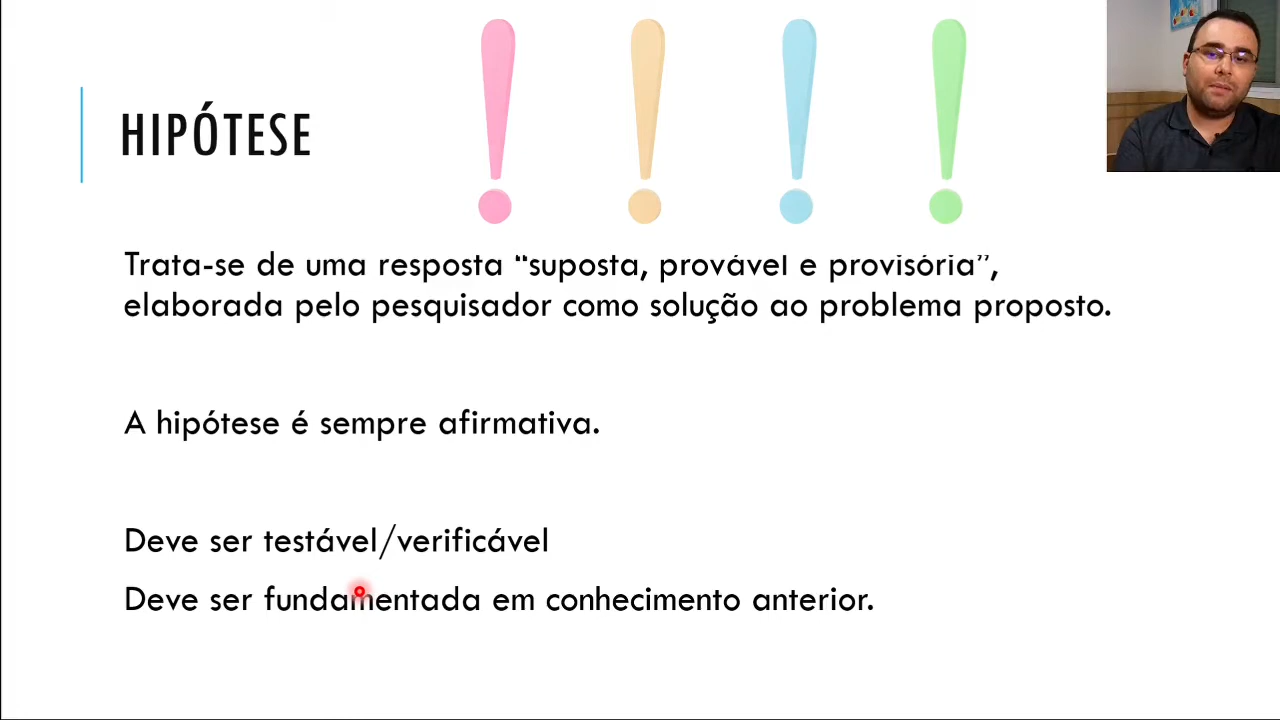 HIPÓTESE
Trata-se de uma resposta “suposta, provável e provisória”,
elaborada pelo pesquisador como solução ao problema proposto.
A hipótese é sempre afirmativa.
Deve ser testável/verificável
Deve ser fundamentada em conhecimento anterior.